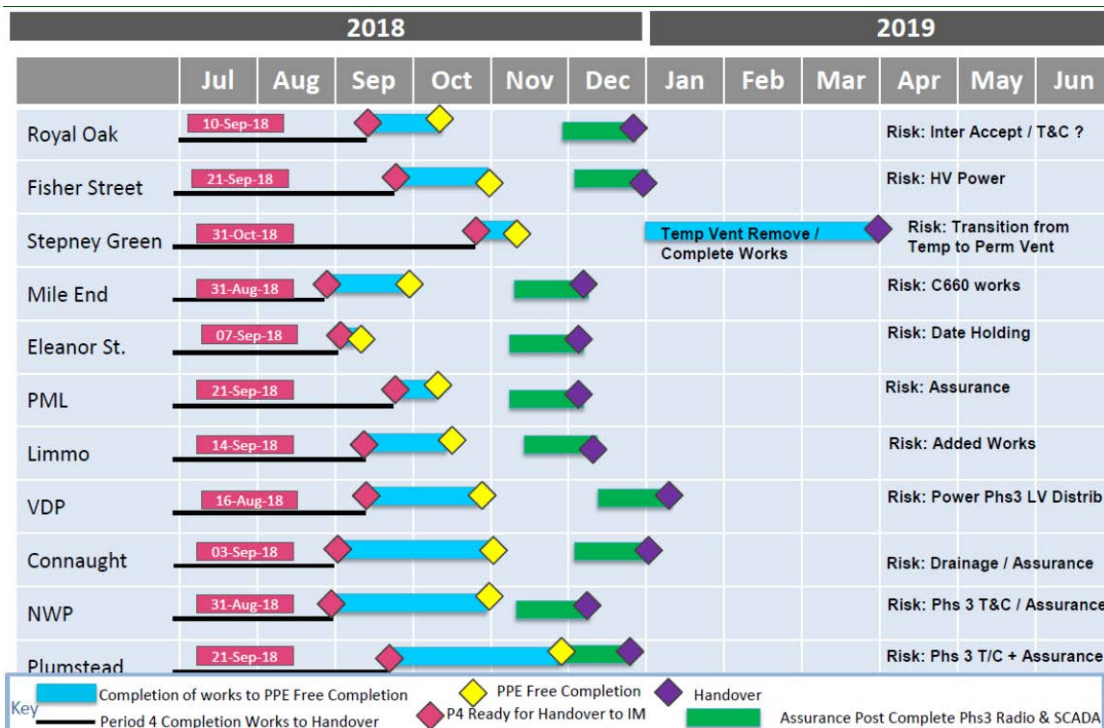 2018 2019
Jul Aug Sep Oct Nov Dec Jan Feb Mar Apr May Jun
Royal Oak 10-Sep-18 Risk: Inter Accept / T&C ?
Fisher Street 21-Sep-18 Risk: HV Power
Stepney Green 31-Oct-18 Temp Vent Remove / Risk: Transition from
Complete Works Temp to Perm Vent
Mile End 31-Aug-18 Risk: C660 works
Eleanor St. 07-Sep-18 Risk: Date Holding
PML 21-Sep-18 Risk: Assurance
Limmo 14-Sep-18 Risk: Added Works
VDP 16-Aug-18 Risk: Power Phs3 LV Distrib
Connaught 03-Sep-18 Risk: Drainage / Assurance
NWP 31-Aug-18 Risk: Phs 3 T&C / Assurance
Plumstead 21-Sep-18 Risk: Phs 3 T/C + Assurance
Key Completion of works to PPE Free Completion PPE Free Completion Handover
Period 4 Completion Works to Handover P4 Ready for Handover to IM Assurance Post Complete Phs3 Radio & SCADA